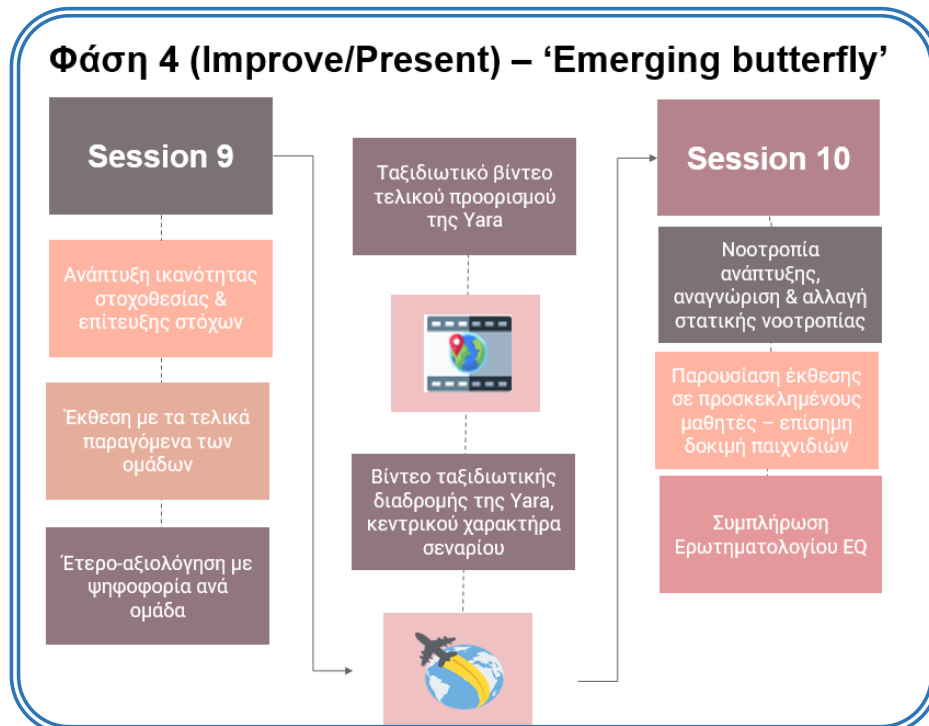 Φάση 4 (Improve/Present) – ‘Emerging butterfly’
Session 9
Ανάπτυξη ικανότητας
στοχοθεσίας &
επίτευξης στόχων
Έκθεση με τα τελικά
παραγόμενα των
ομάδων
Έτερο-αξιολόγηση με
ψηφοφορία ανά
ομάδα
Ταξιδιωτικό βίντεο
τελικού προορισμού
της Yara
Βίντεο ταξιδιωτικής
διαδρομής της Yara,
κεντρικού χαρακτήρα
σεναρίου
Session 10
Νοοτροπία
ανάπτυξης,
αναγνώριση & αλλαγή
στατικής νοοτροπίας
Παρουσίαση έκθεσης
σε προσκεκλημένους
μαθητές – επίσημη
δοκιμή παιχνιδιών
Συμπλήρωση
Ερωτηματολογίου EQ